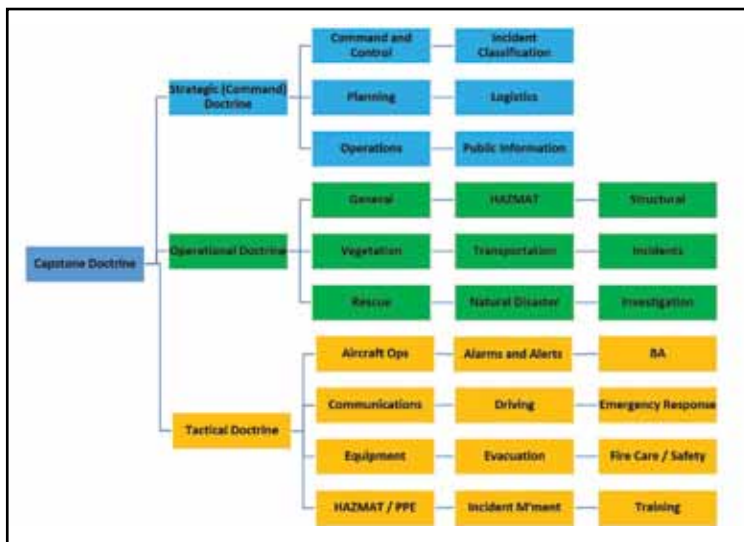 Command and
Control
Incident
Classification
Strategic (Command)
Doctrine
Planning
Logistics
Operations
Public Information
General
HAZMAT
Structural
Capstone Doctrine
Operational Doctrine
Vegetation
Transportation
Incidents
Rescue
Natural Disaster
Investigation
Aircraft Ops
Alarms and Alerts
BA
Tactical Doctrine
Communications
Driving
Emergency Response
Equipment
Evacuation
Fire Care / Safety
HAZMAT / PPE
Incident M'ment
Training